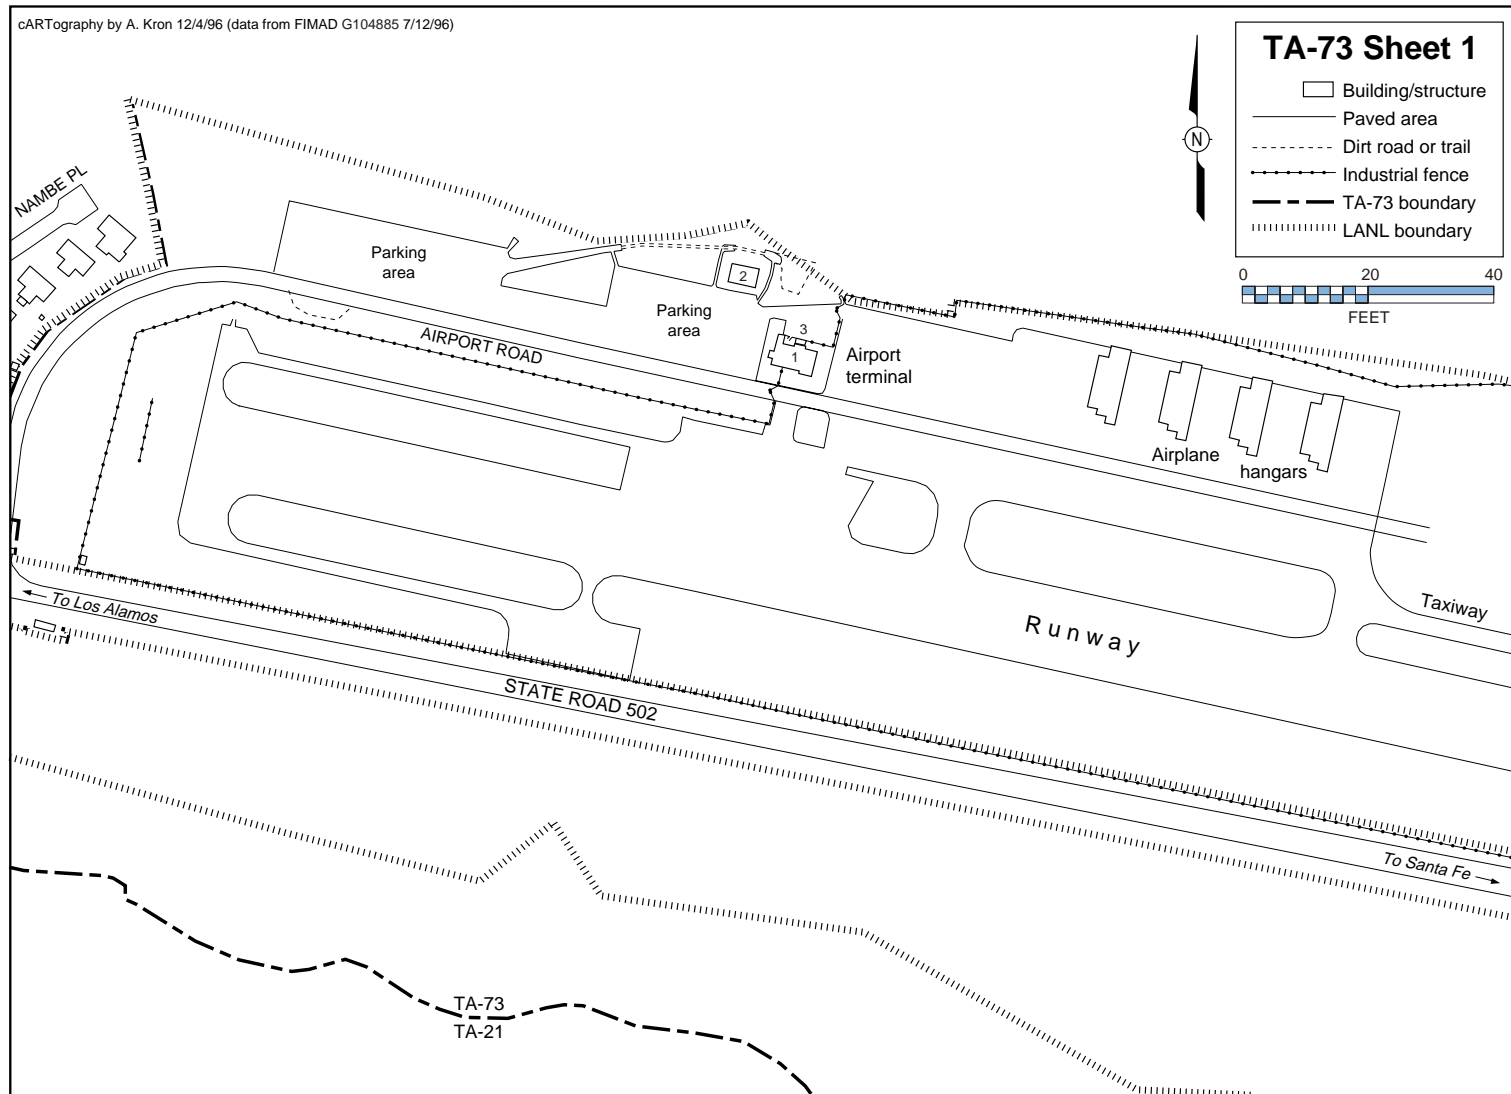 cARTography by A. Kron 12/4/96 (data from FIMAD G104885 7/12/96)
TA-73 Sheet 1
Building/structure
Paved area
Dirt road or trail
Industrial fence
TA-73 boundary
LANL boundary
N
0 20 40
FEET
NAMBE PL
Parking
area
2
Parking
area
3
1
Airport
terminal
AIRPORT ROAD
Airplane
hangars
Taxiway
Runway
To Los Alamos
STATE ROAD 502
To Santa Fe
TA-73
TA-21